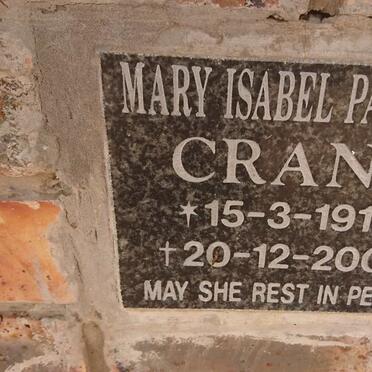 MARY ISABEL PA
CRAN
*15-3-191
†20-12-200
MAY SHE REST IN PE